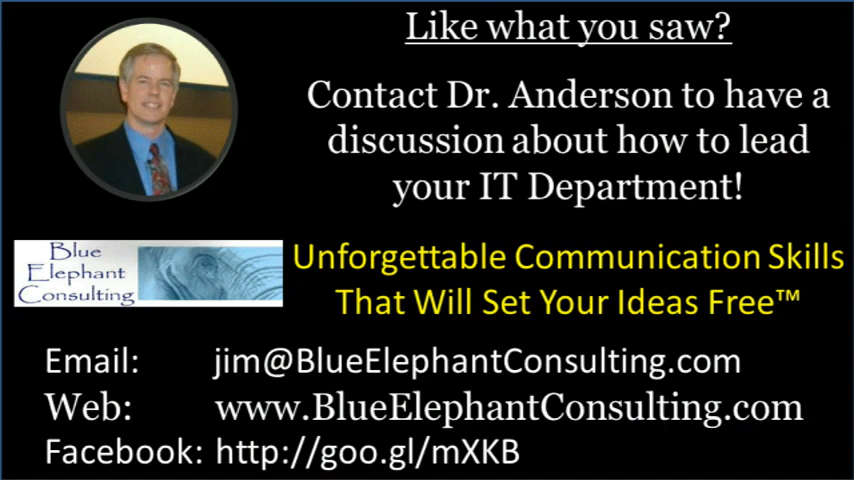 Like what you saw?
Contact Dr. Anderson to have a
discussion about how to lead
your IT Department!
Blue
Elephant
Consulting
Unforgettable Communication Skills
That Will Set Your Ideas Free™
Email: jim@BlueElephantConsulting.com
Web: www.BlueElephantConsulting.com
Facebook: http://goo.gl/mXKB